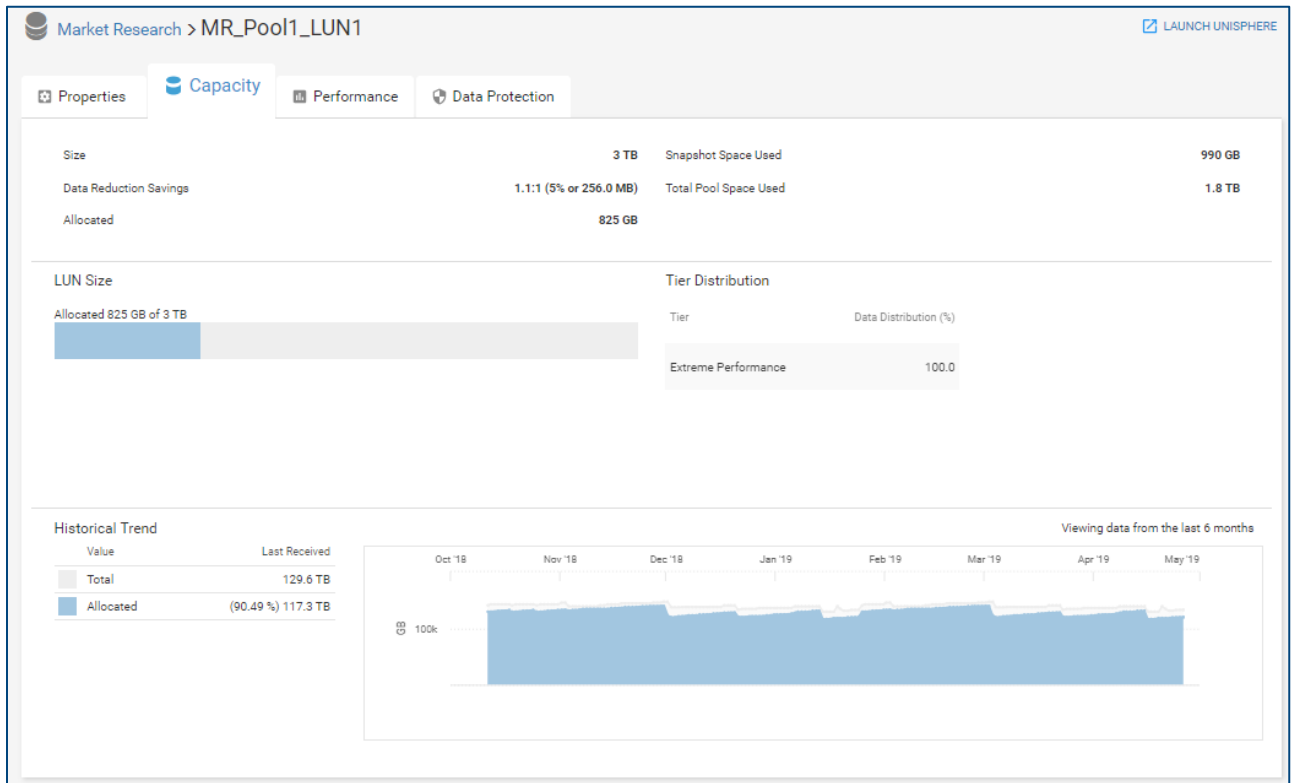 Market Research > MR_Pool1_LUN1
LAUNCH UNISPHERE
Properties
Capacity
Performance
Data Protection
Size 3 TB
Snapshot Space Used 990 GB
Data Reduction Savings 1.1:1 (5% or 256.0 MB)
Total Pool Space Used 1.8 TB
Allocated 825 GB
LUN Size
Allocated 825 GB of 3 TB
Tier Distribution
Tier Data Distribution (%)
Extreme Performance 100.0
Historical Trend
Viewing data from the last 6 months
Value Last Received
Total 129.6 TB
Allocated (90.49 %) 117.3 TB
Oct '18 Nov '18 Dec '18 Jan '19 Feb '19 Mar '19 Apr '19 May '19
GB 100k